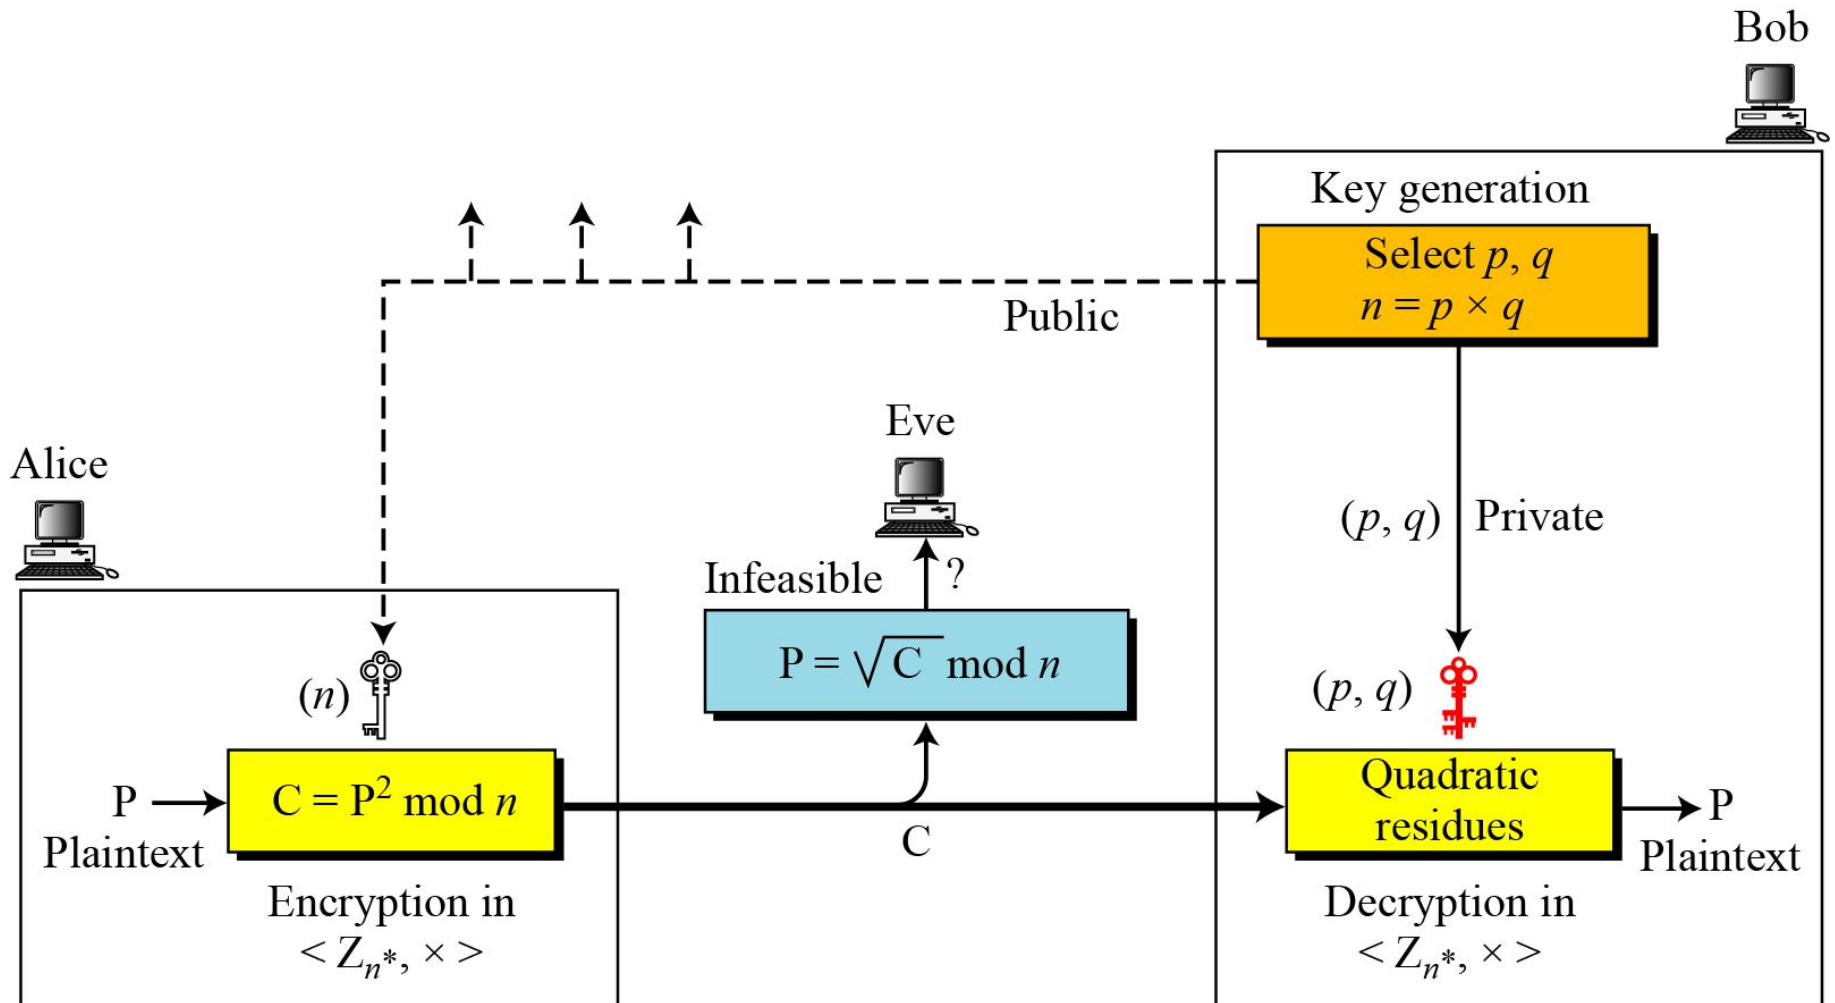 Bob
Key generation
Select p, q
n = p × q
Public
Eve
Alice
(p, q) Private
Infeasible ?
P = √C mod n
(n)
(p, q)
P
Plaintext
C = P² mod n
C
Quadratic
residues
P
Plaintext
Encryption in
< Zₙ*, × >
Decryption in
< Zₙ*, × >